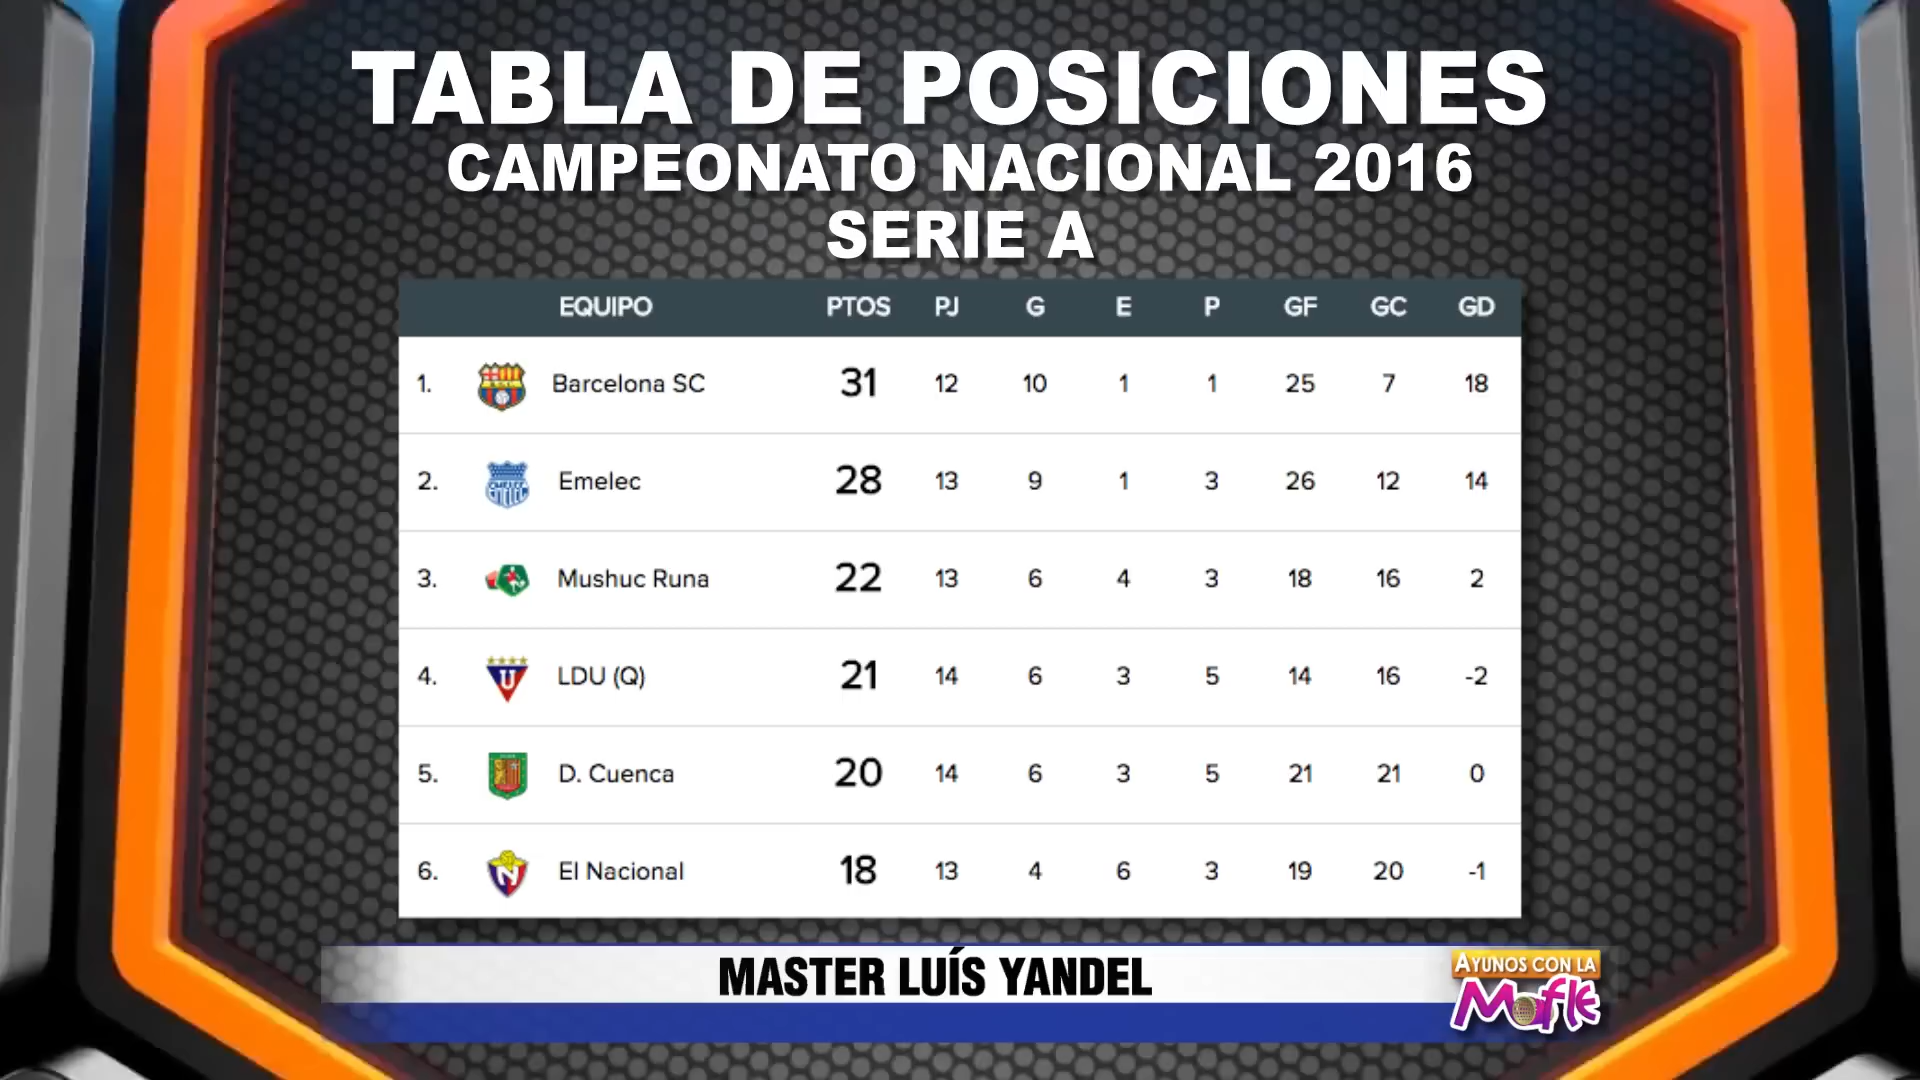 TABLA DE POSICIONES
CAMPEONATO NACIONAL 2016
SERIE A
EQUIPO PTOS PJ G E P GF GC GD
1. Barcelona SC 31 12 10 1 1 25 7 18
2. EMELEC Emelec 28 13 9 1 3 26 12 14
3. Mushuc Runa 22 13 6 4 3 18 16 2
4. U LDU (Q) 21 14 6 3 5 14 16 -2
5. D. Cuenca 20 14 6 3 5 21 21 0
6. N El Nacional 18 13 4 6 3 19 20 -1
MASTER LUÍS YANDEL
AYUNOS CON LA
Mofle